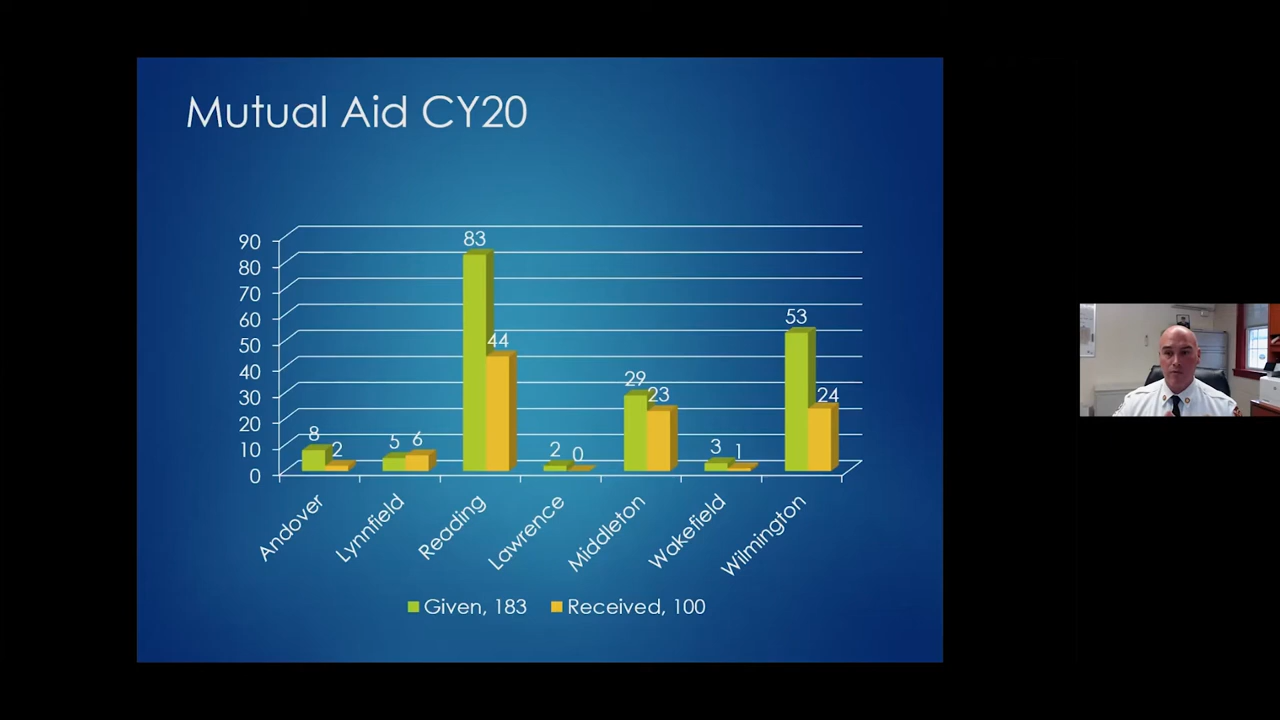 Mutual Aid CY20
90
80
70
60
50
40
30
20
10
0
8
2
5
6
83
44
2
0
29
23
3
1
53
24
Andover
Lynnfield
Reading
Lawrence
Middleton
Wakefield
Wilmington
Given, 183
Received, 100